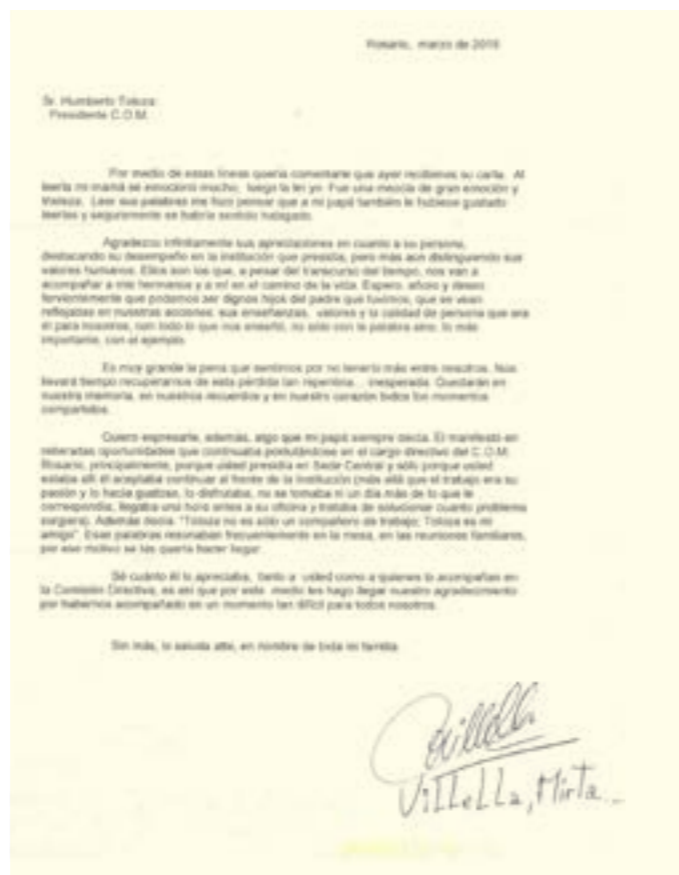 Rosario, marzo de 2016
Sr. Humberto Toloza
Presidente C.O.M.
Por medio de estas líneas quería comentarle que ayer recibimos su carta. Al
leerla mi mamá se emocionó mucho, luego la leí yo. Fue una mezcla de gran emoción y
tristeza. Leer sus palabras me hizo pensar que a mi papá también le hubiese gustado
leerlas y seguramente se habría sentido halagado.
Agradezco infinitamente sus apreciaciones en cuanto a su persona,
destacando su desempeño en la institución que presidía, pero más aun distinguiendo sus
valores humanos. Ellos son los que, a pesar del transcurso del tiempo, nos van a
acompañar a mis hermanos y a mí en el camino de la vida. Espero, añoro y deseo
fervientemente que podamos ser dignos hijos del padre que tuvimos, que se vean
reflejadas en nuestras acciones sus enseñanzas, valores y la calidad de persona que era
él para nosotros, con todo lo que nos enseñó, no sólo con la palabra sino, lo más
importante, con el ejemplo.
Es muy grande la pena que sentimos por no tenerlo más entre nosotros. Nos
llevará tiempo recuperarnos de esta pérdida tan repentina... inesperada. Quedarán en
nuestra memoria, en nuestros recuerdos y en nuestro corazón todos los momentos
compartidos.
Quiero expresarle, además, algo que mi papá siempre decía. El manifestó en
reiteradas oportunidades que continuaba postulándose en el cargo directivo del C.O.M.
Rosario, principalmente, porque usted presidía en Sede Central y sólo porque usted
estaba allí él aceptaba continuar al frente de la Institución (más allá que el trabajo era su
pasión y lo hacía gustoso, lo disfrutaba, no se tomaba ni un día más de lo que le
correspondía, llegaba una hora antes a su oficina y trataba de solucionar cuanto problema
surgiera). Además decía: "Toloza no es sólo un compañero de trabajo; Toloza es mi
amigo". Esas palabras resonaban frecuentemente en la mesa, en las reuniones familiares,
por ese motivo se las quería hacer llegar.
Sé cuánto él lo apreciaba, tanto a usted como a quienes lo acompañan en
la Comisión Directiva, es así que por este medio les hago llegar nuestro agradecimiento
por habernos acompañado en un momento tan difícil para todos nosotros.
Sin más, lo saluda atte, en nombre de toda mi familia.
Villella
Villella, Mirta